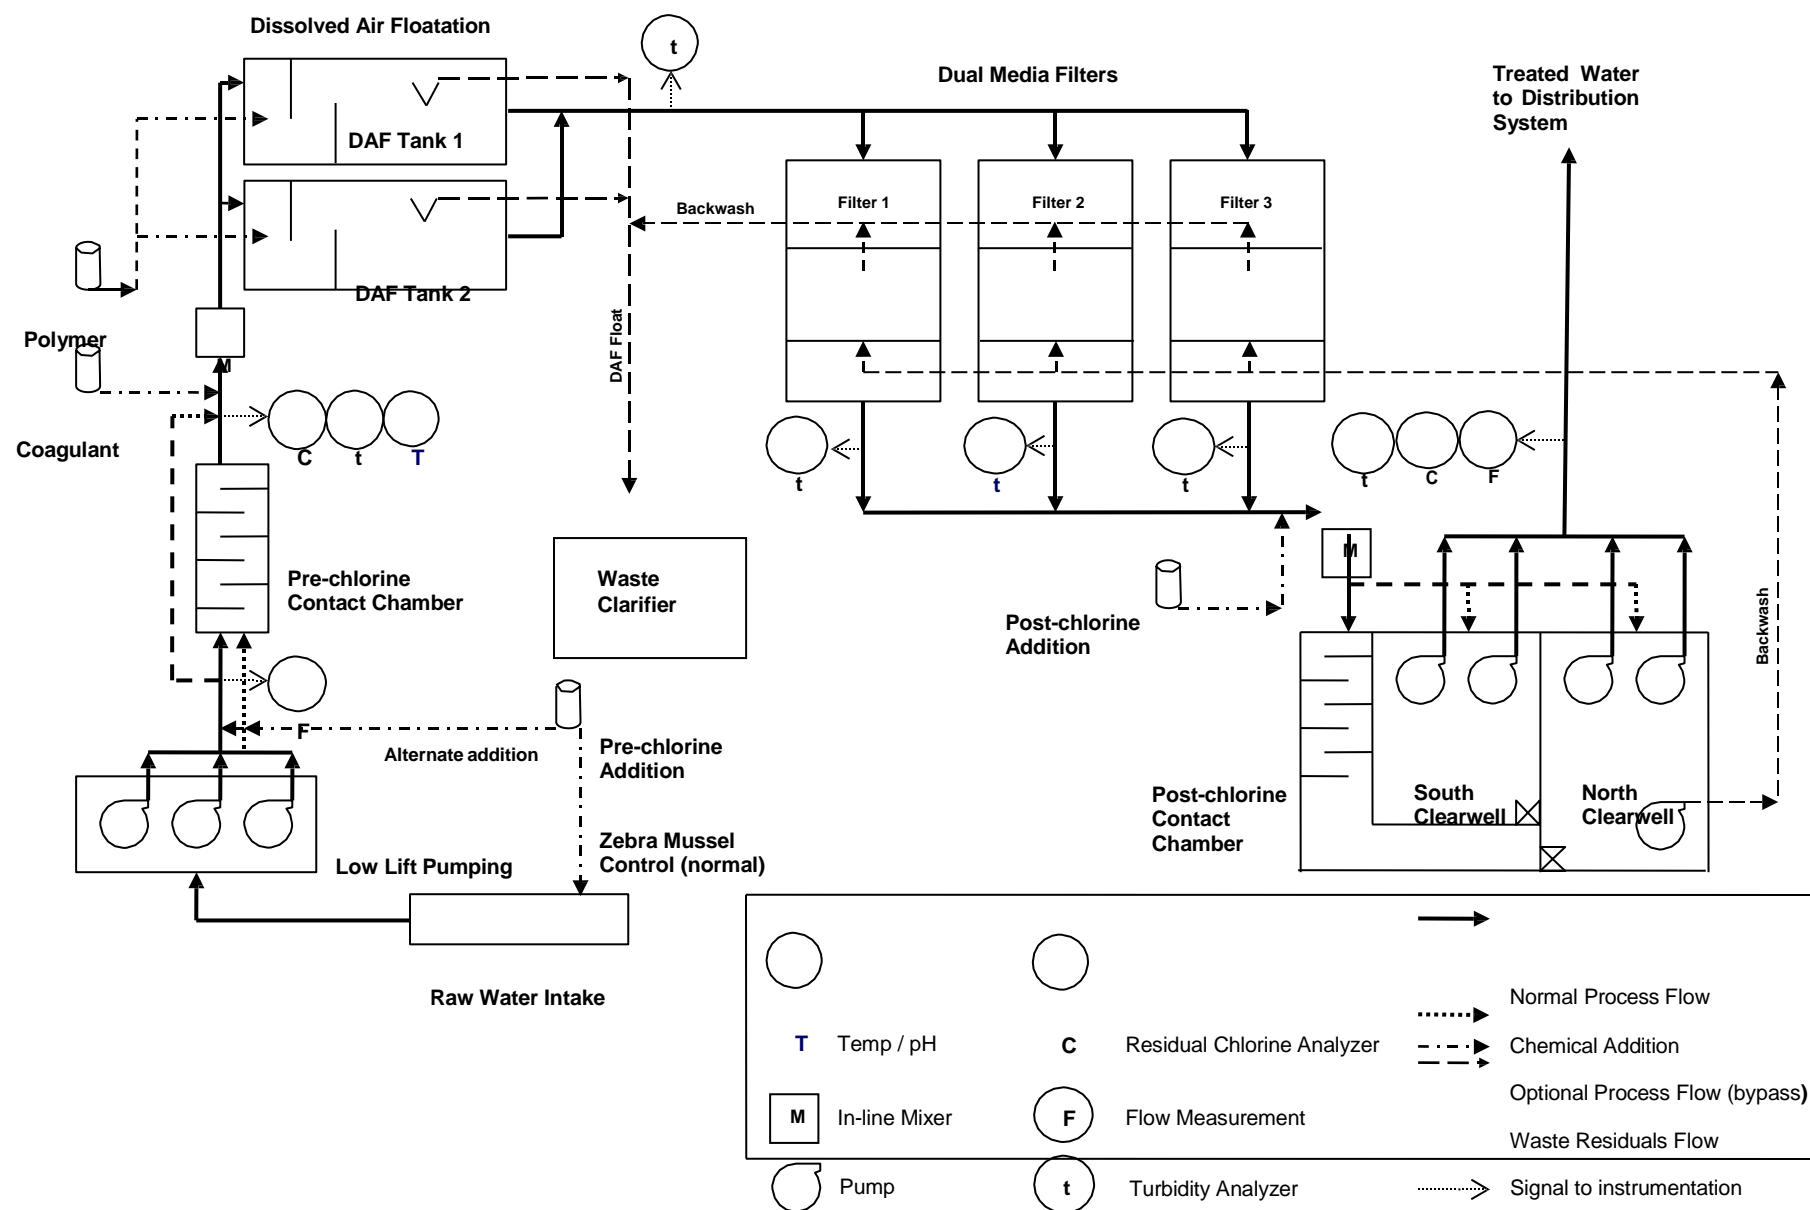 Dissolved Air Floatation
t
Dual Media Filters
Treated Water
to Distribution
System
DAF Tank 1
Filter 1
Filter 2
Filter 3
Backwash
DAF Tank 2
DAF Float
Polymer
M
Coagulant
C
t
T
t
t
t
t
C
F
M
Pre-chlorine
Contact Chamber
Waste
Clarifier
Post-chlorine
Addition
Backwash
F
Alternate addition
Pre-chlorine
Addition
Post-chlorine
Contact
Chamber
South
Clearwell
North
Clearwell
Zebra Mussel
Control (normal)
Low Lift Pumping
Raw Water Intake
Normal Process Flow
T Temp / pH
C Residual Chlorine Analyzer
Chemical Addition
Optional Process Flow (bypass)
M In-line Mixer
F Flow Measurement
Waste Residuals Flow
Pump
t Turbidity Analyzer
Signal to instrumentation